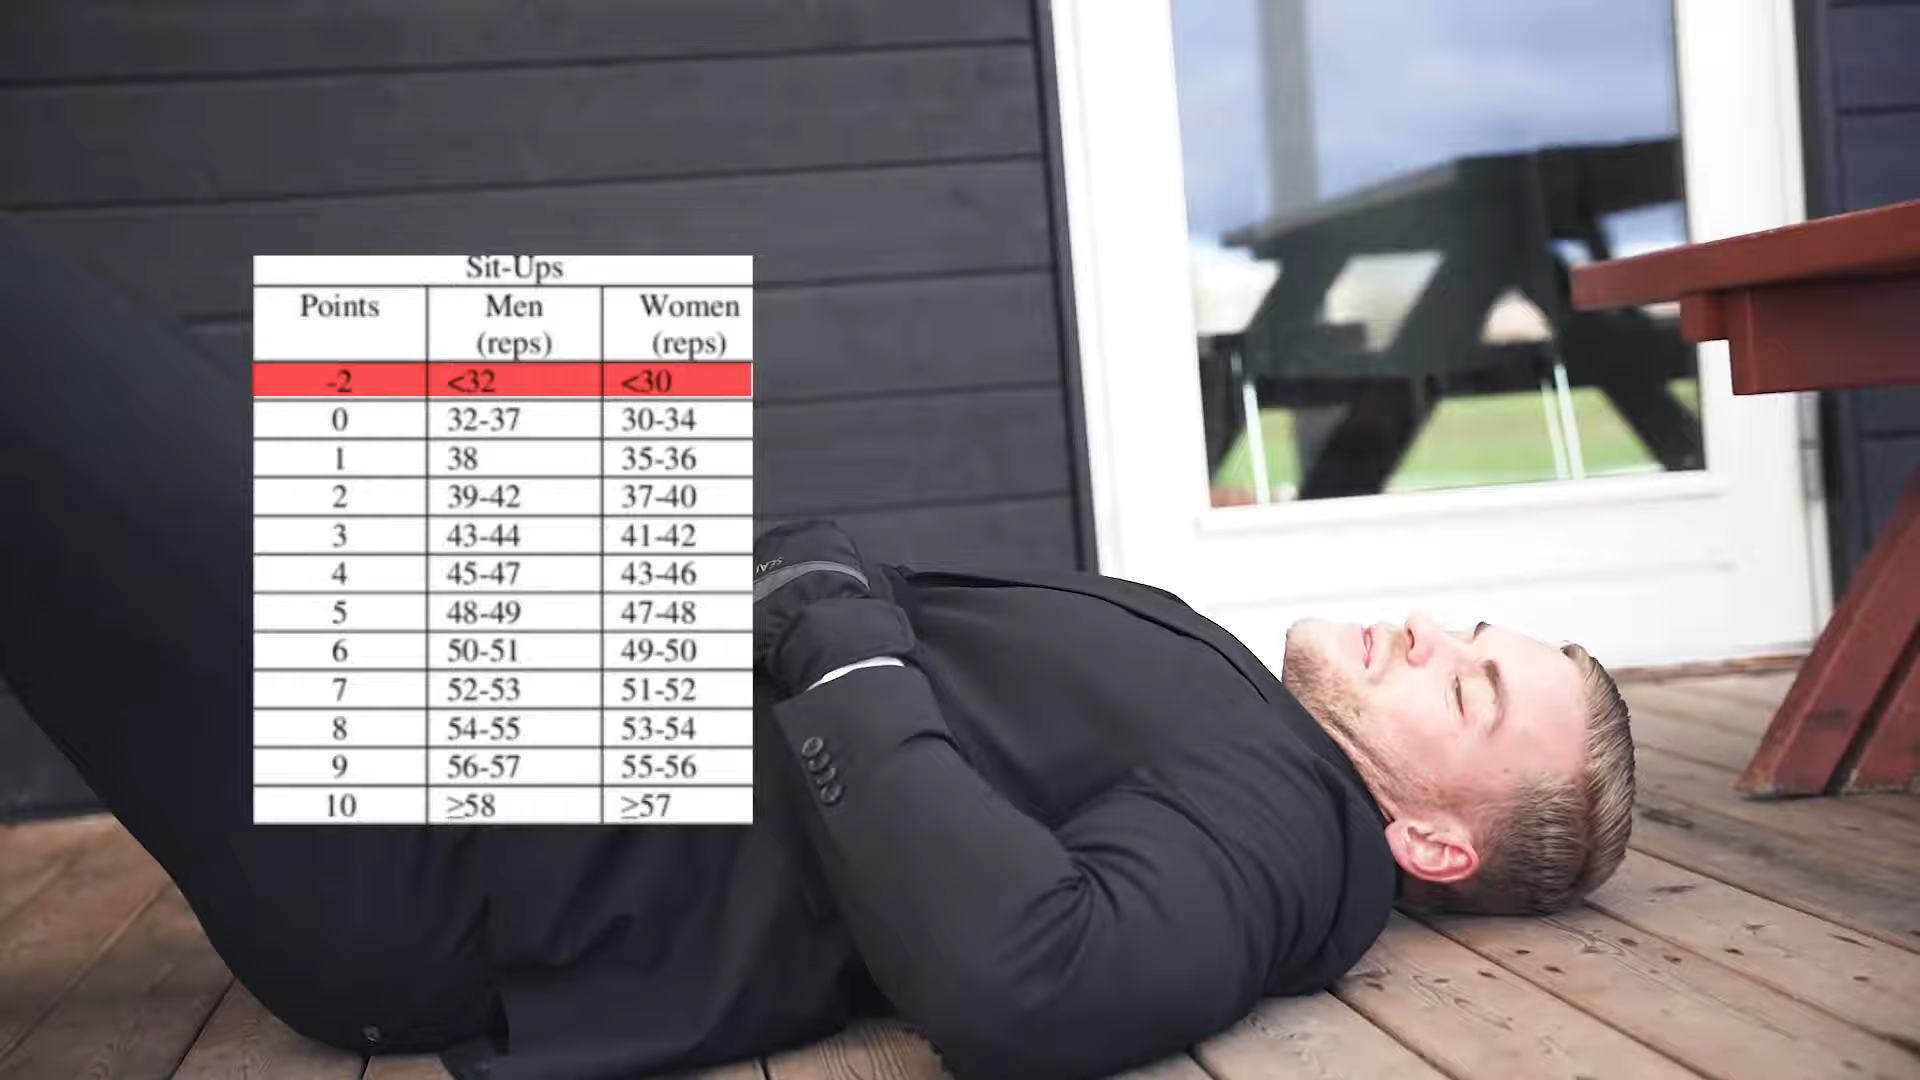 Sit-Ups
Points Men (reps) Women (reps)
-2 <32 <30
0 32-37 30-34
1 38 35-36
2 39-42 37-40
3 43-44 41-42
4 45-47 43-46
5 48-49 47-48
6 50-51 49-50
7 52-53 51-52
8 54-55 53-54
9 56-57 55-56
10 ≥58 ≥57